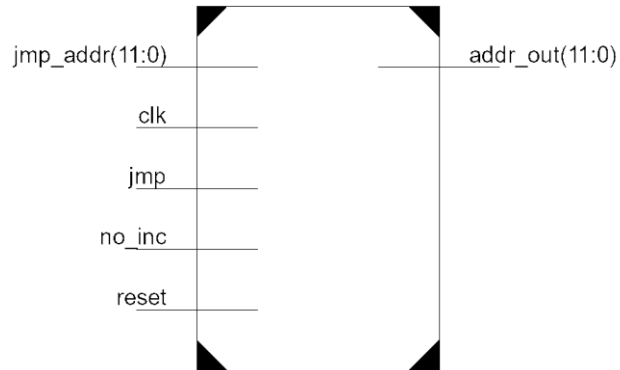 jmp_addr(11:0)
addr_out(11:0)
clk
jmp
no_inc
reset